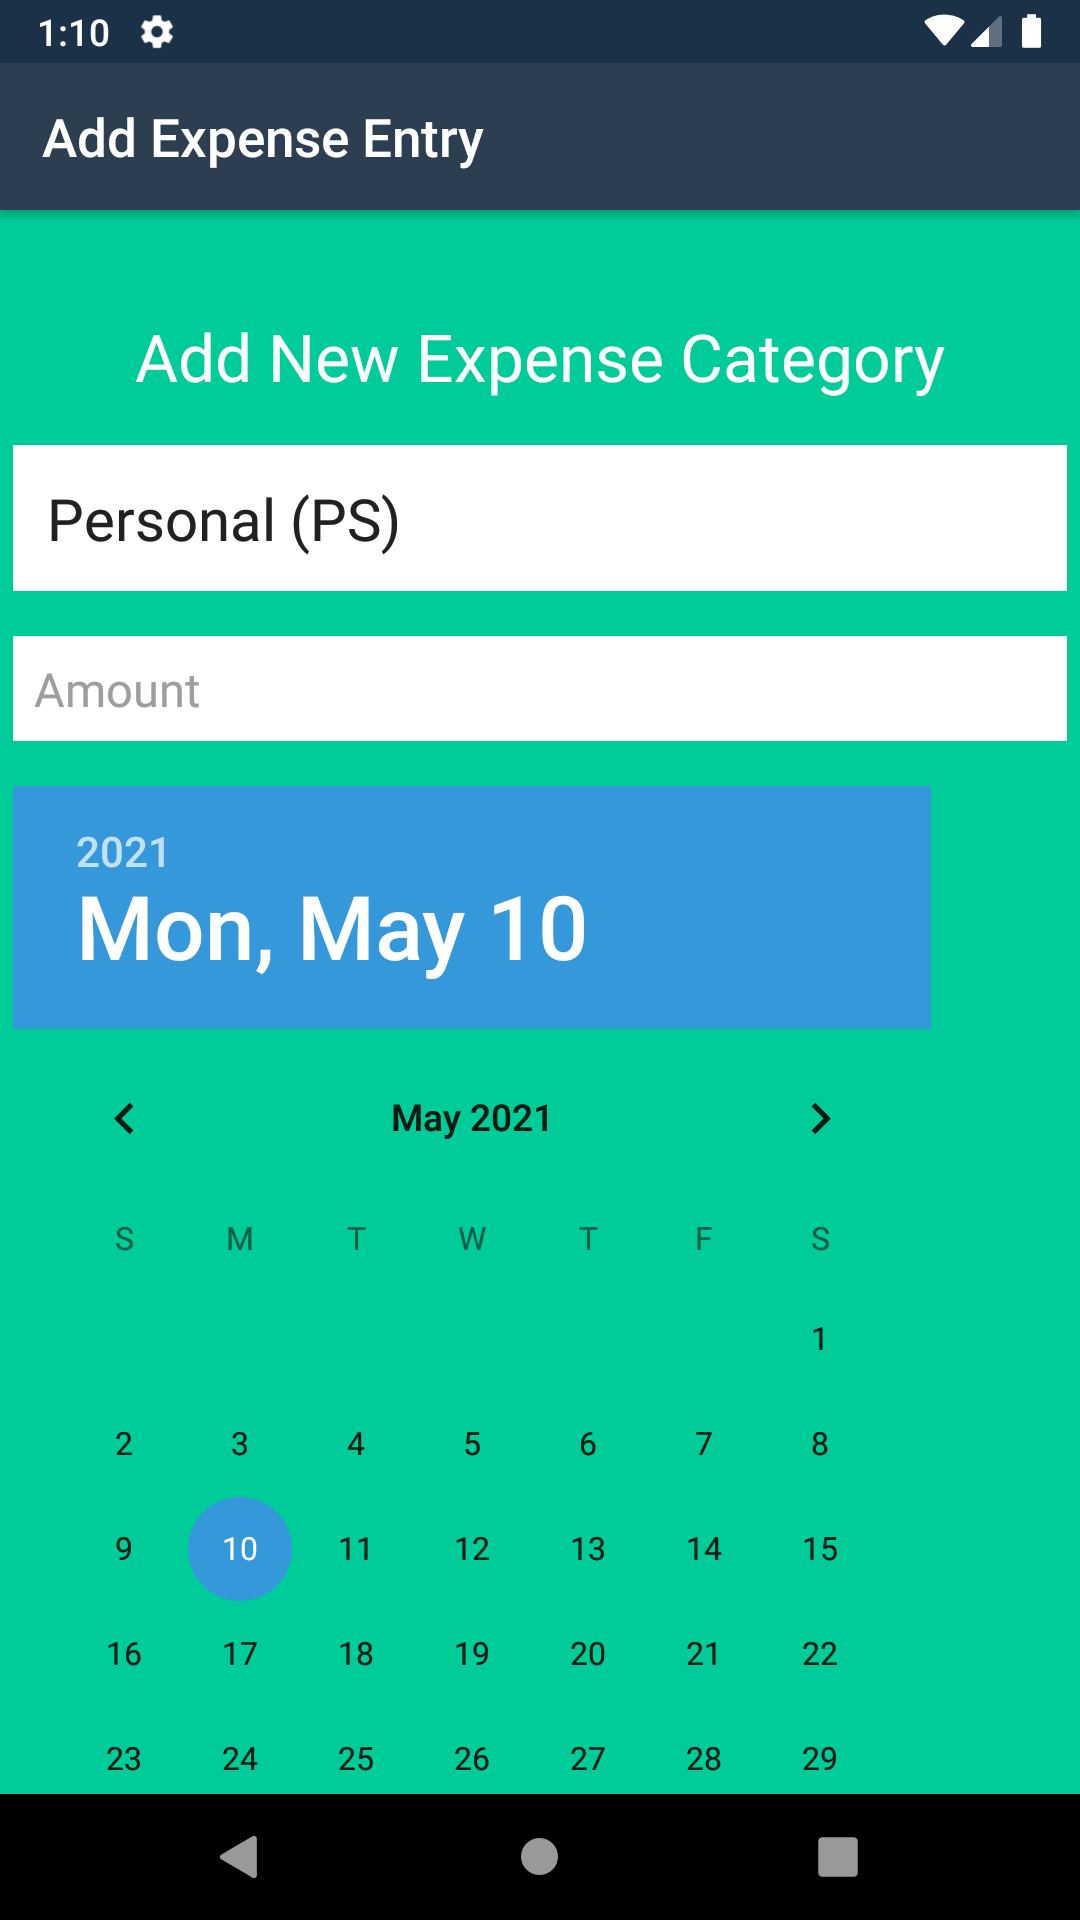 1:10
Add Expense Entry
Add New Expense Category
Personal (PS)
Amount
2021
Mon, May 10
May 2021
S M T W T F S
1
2 3 4 5 6 7 8
9 10 11 12 13 14 15
16 17 18 19 20 21 22
23 24 25 26 27 28 29